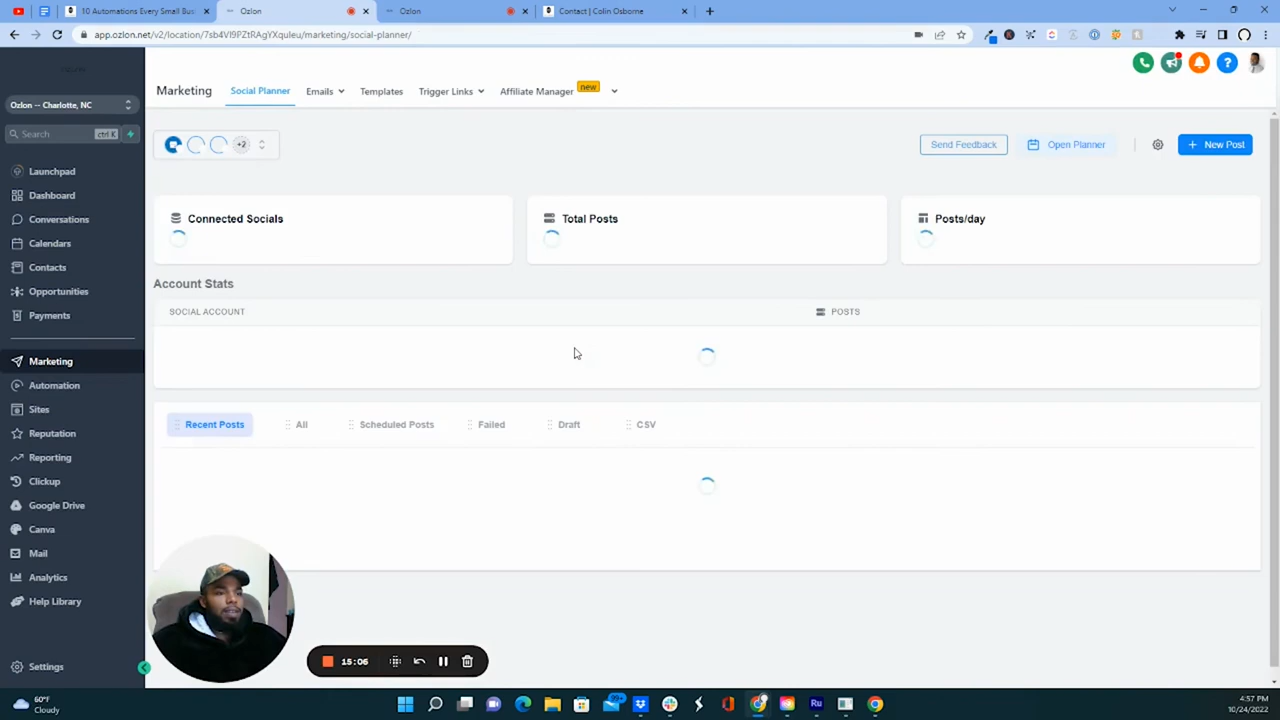 10 Automations Every Small Bus
Ozlon
Ozlon
Contact | Colin Osborne
app.ozlon.net/v2/location/7sb4VI9PZtRAgYXquleu/marketing/social-planner/
Marketing
Social Planner
Emails
Templates
Trigger Links
Affiliate Manager
new
Ozlon -- Charlotte, NC
Search
ctrl K
+2
Send Feedback
Open Planner
+ New Post
Launchpad
Dashboard
Conversations
Calendars
Contacts
Opportunities
Payments
Marketing
Automation
Sites
Reputation
Reporting
Clickup
Google Drive
Canva
Mail
Analytics
Help Library
Settings
Connected Socials
Total Posts
Posts/day
Account Stats
SOCIAL ACCOUNT
POSTS
Recent Posts
All
Scheduled Posts
Failed
Draft
CSV
15:06
60°F
Cloudy
99+
Ru
4:57 PM
10/24/2022